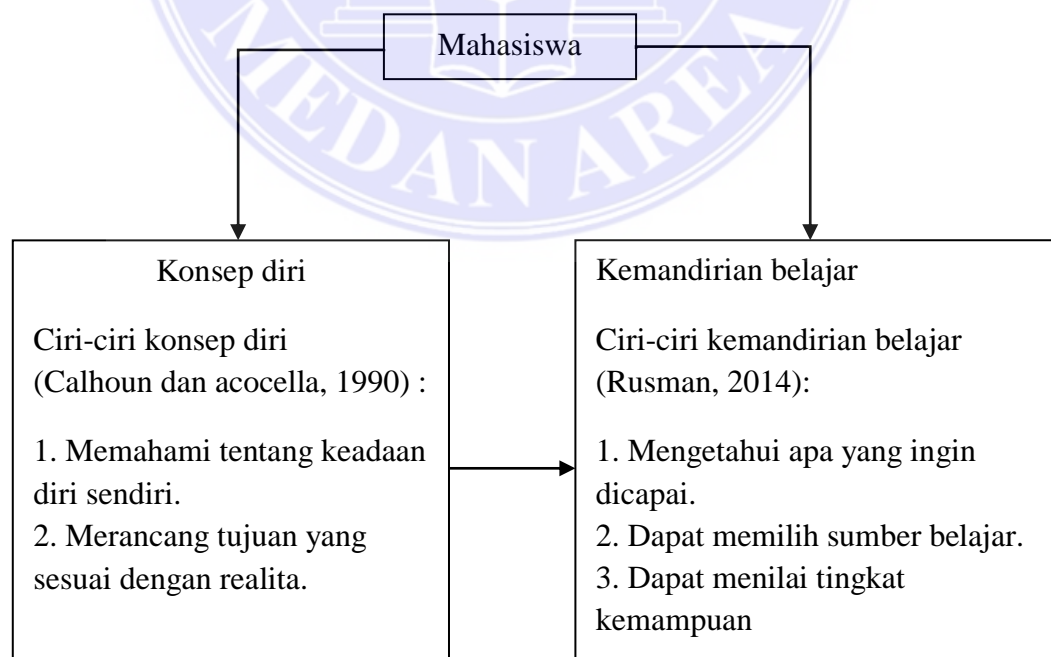 Mahasiswa
MEDAN AREA
Konsep diri
Ciri-ciri konsep diri
(Calhoun dan acocella, 1990) :
1. Memahami tentang keadaan
diri sendiri.
2. Merancang tujuan yang
sesuai dengan realita.
Kemandirian belajar
Ciri-ciri kemandirian belajar
(Rusman, 2014):
1. Mengetahui apa yang ingin
dicapai.
2. Dapat memilih sumber belajar.
3. Dapat menilai tingkat
kemampuan